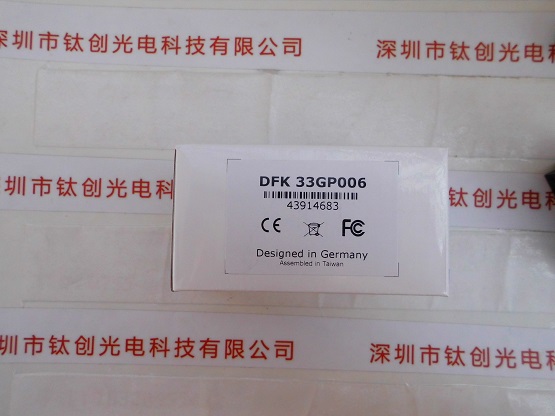 深圳市钛创光电科技有限公司
深圳市钛创光电科
深圳市钛创光电科
DFK 33GP006
43914683
CE
FC
Designed in Germany
Assembled in Taiwan
钛创光电科
深圳市钛创光电科技有限公司
深圳市钛创光电科